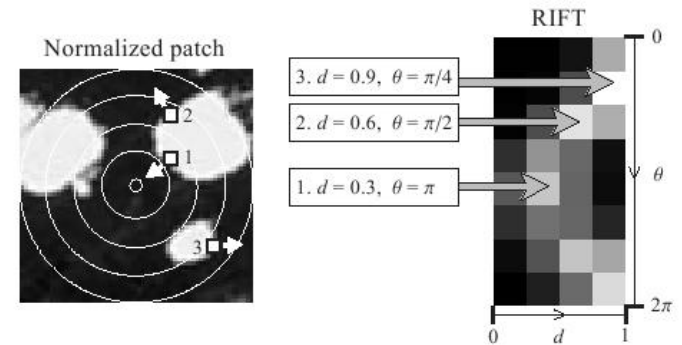 RIFT
Normalized patch
0
3. d = 0.9, θ = π/4
2
2. d = 0.6, θ = π/2
1
θ
1. d = 0.3, θ = π
3
2π
0
d
1